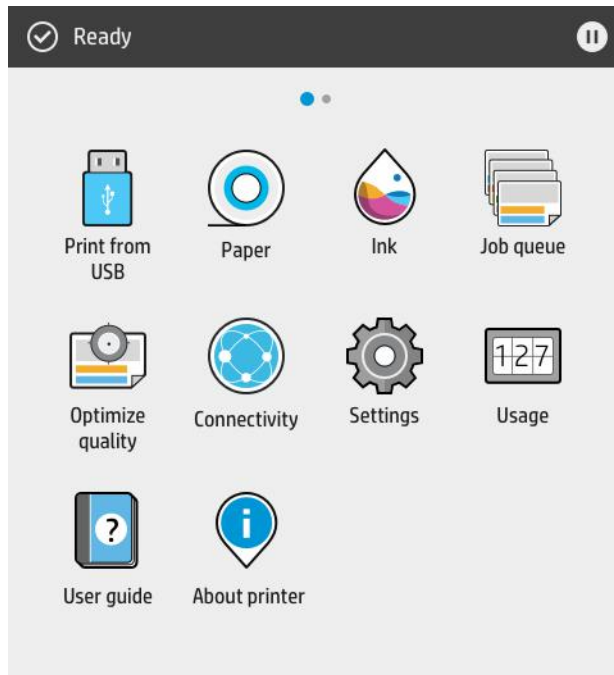 Ready
Print from
USB
Paper
Ink
Job queue
Optimize
quality
Connectivity
Settings
127
Usage
?
User guide
i
About printer